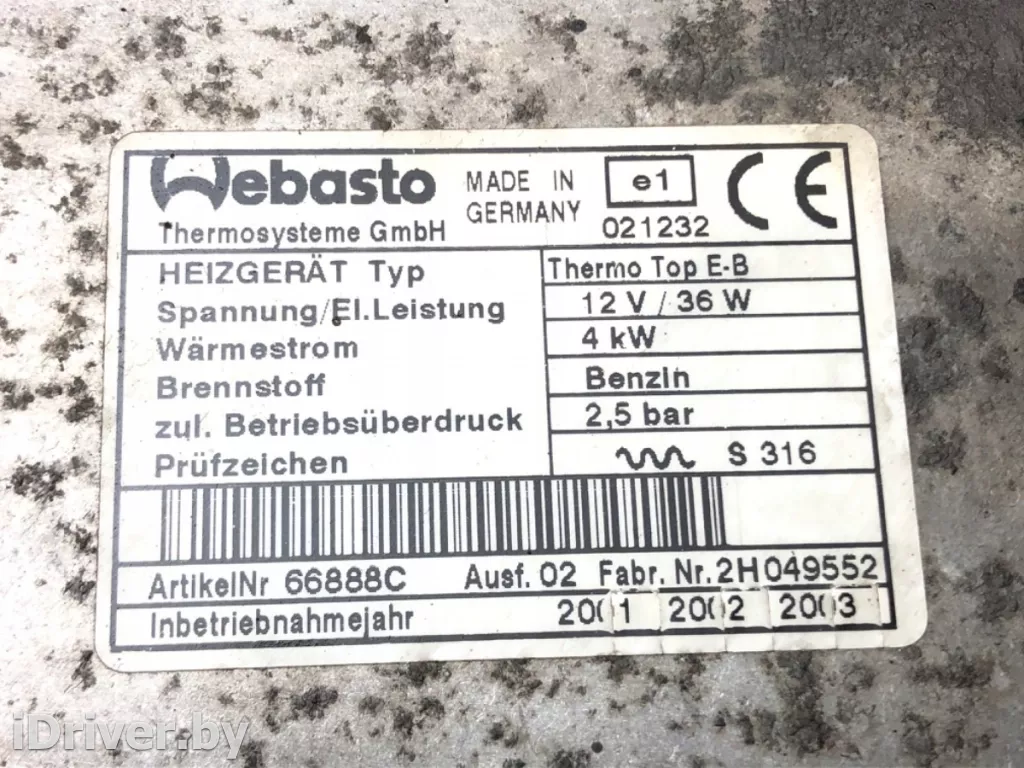 Webasto
Thermosysteme GmbH
MADE IN
GERMANY
e1
021232
CE
HEIZGERÄT Typ Thermo Top E-B
Spannung/El.Leistung 12 V / 36 W
Wärmestrom 4 kW
Brennstoff Benzin
zul. Betriebsüberdruck 2,5 bar
Prüfzeichen S 316
ArtikelNr 66888C Ausf. 02 Fabr. Nr. 2H049552
Inbetriebnahmejahr 2001 2002 2003
iDriver.by